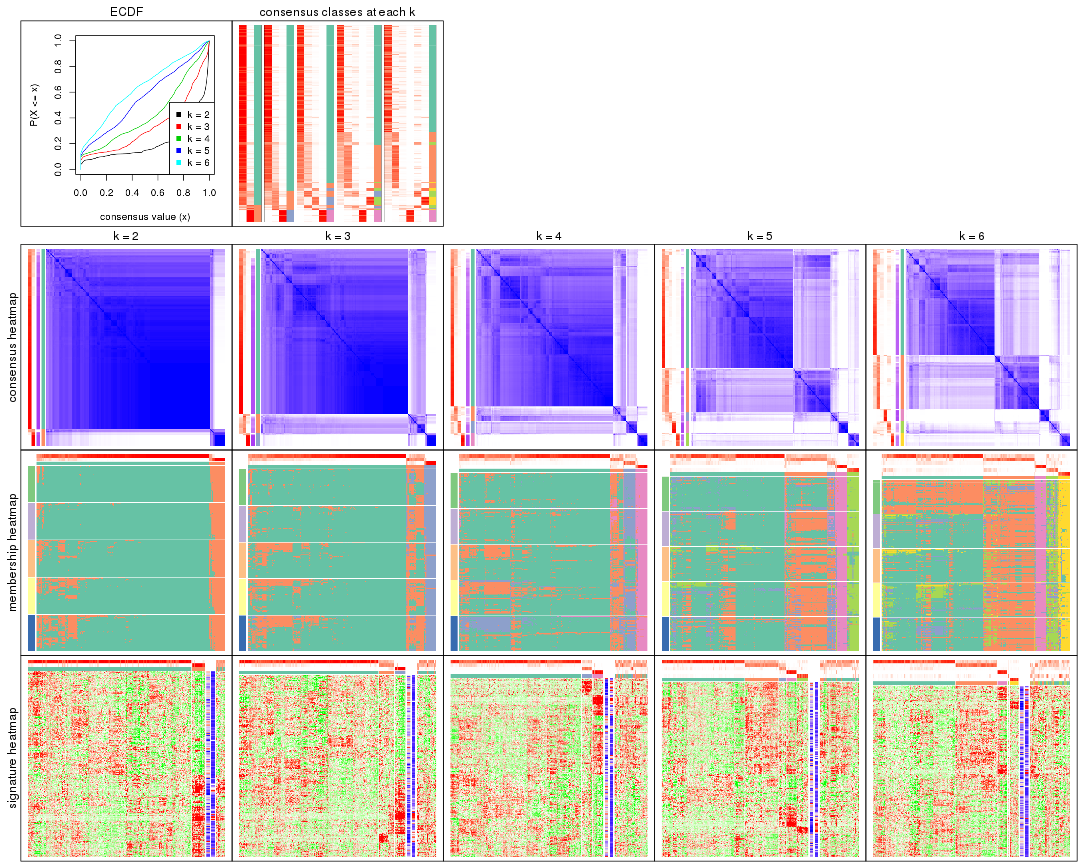 ECDF
consensus classes at each k
P(X <= x)
0.0 0.2 0.4 0.6 0.8 1.0
k = 2
k = 3
k = 4
k = 5
k = 6
0.0 0.2 0.4 0.6 0.8 1.0
consensus value (x)
k = 2
k = 3
k = 4
k = 5
k = 6
consensus heatmap
membership heatmap
signature heatmap